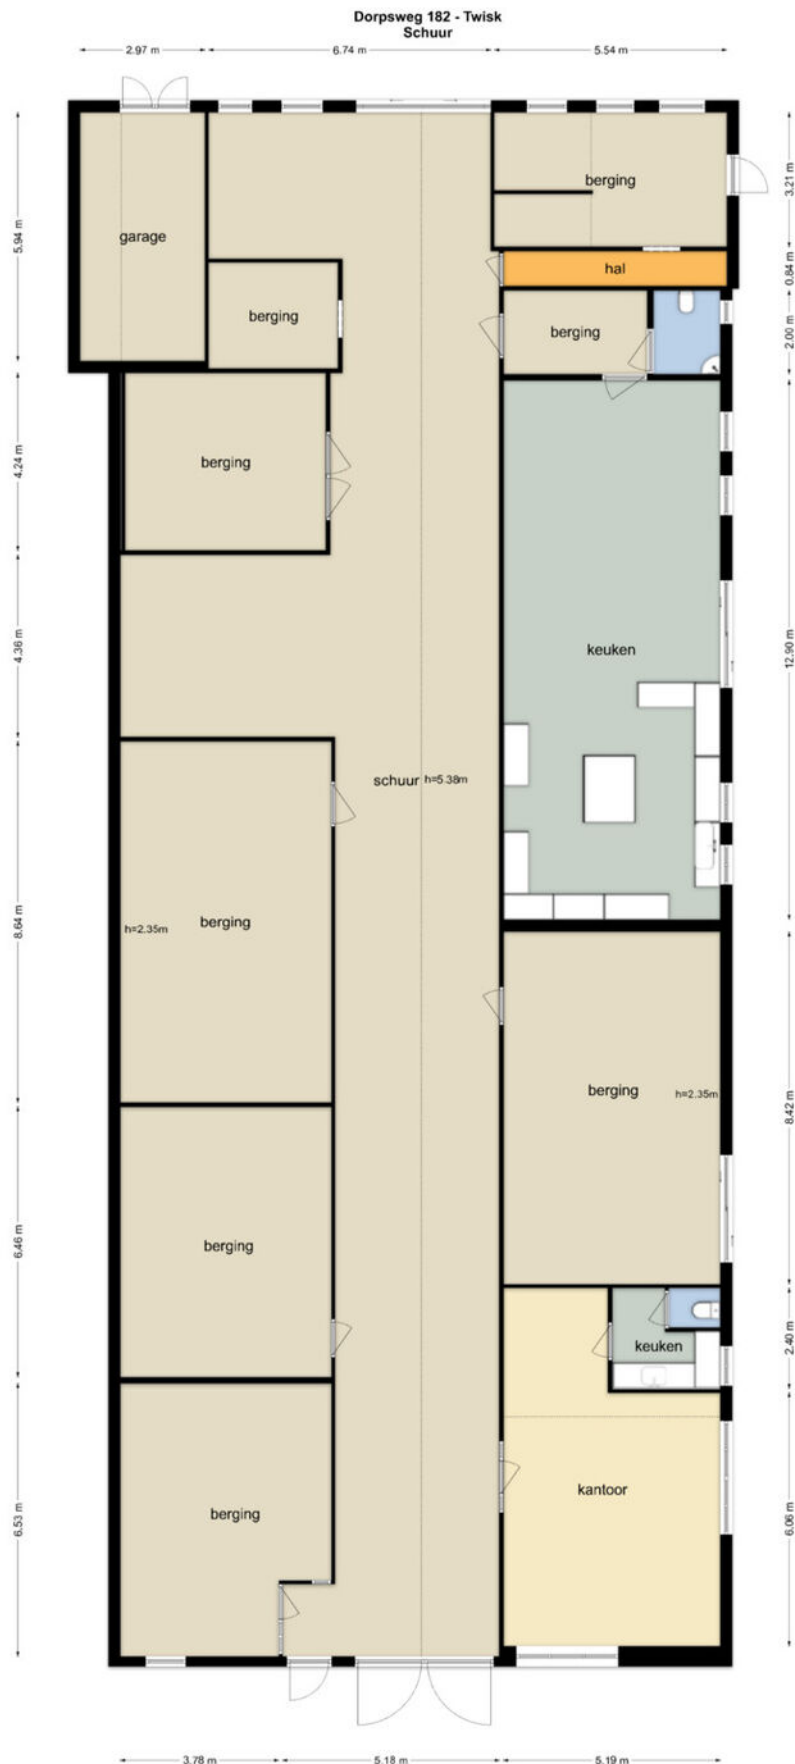 Dorpsweg 182 - Twisk
Schuur
2.97 m
6.74 m
5.54 m
5.94 m
3.21 m
berging
garage
hal
0.84 m
berging
berging
2.00 m
4.24 m
berging
4.36 m
keuken
12.90 m
schuur h=5.38m
8.64 m
h=2.35m
berging
berging
h=2.35m
8.42 m
6.46 m
berging
keuken
2.40 m
kantoor
6.53 m
berging
6.06 m
3.78 m
5.18 m
5.19 m